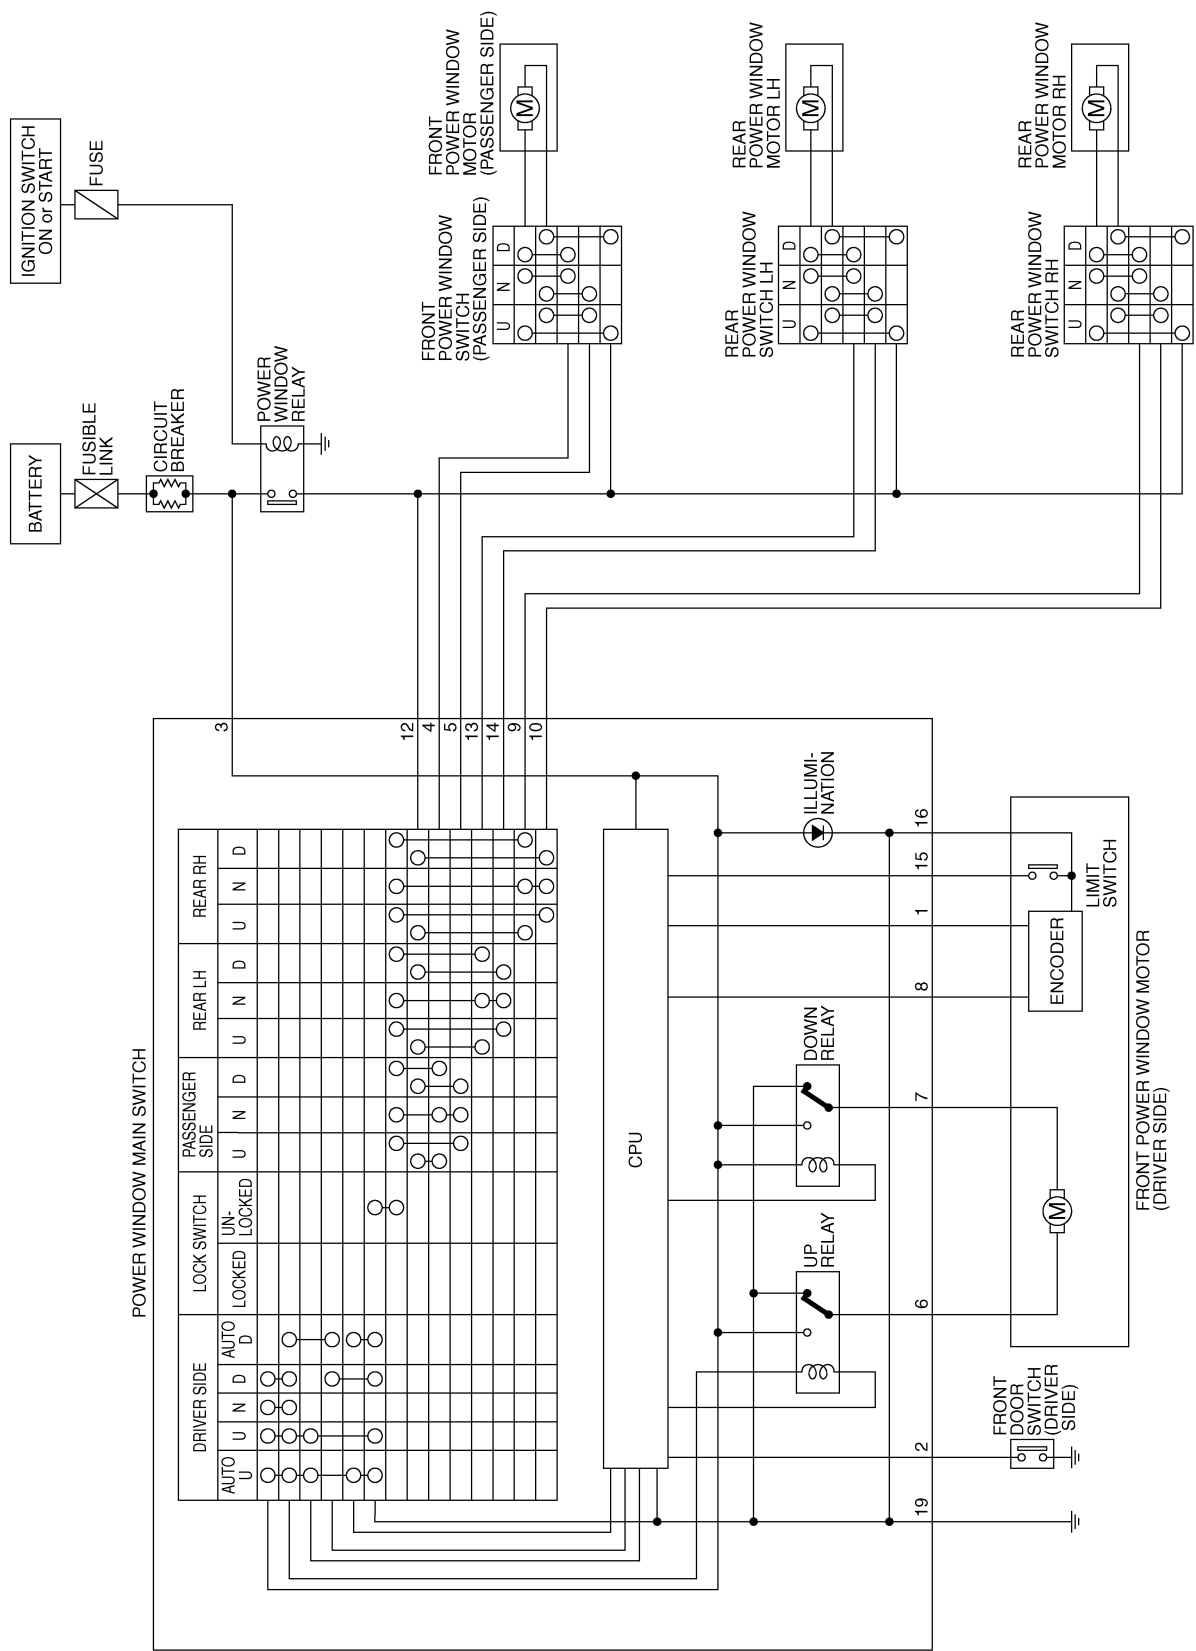 IGNITION SWITCH
ON or START
FUSE
BATTERY
FUSIBLE
LINK
CIRCUIT
BREAKER
POWER
WINDOW
RELAY
FRONT
POWER WINDOW
MOTOR
(PASSENGER SIDE)
M
REAR
POWER WINDOW
MOTOR LH
M
REAR
POWER WINDOW
MOTOR RH
M
FRONT
POWER WINDOW
SWITCH
(PASSENGER SIDE)
U N D
REAR
POWER WINDOW
SWITCH LH
U N D
REAR
POWER WINDOW
SWITCH RH
U N D
POWER WINDOW MAIN SWITCH
3
12
4
5
13
14
9
10
DRIVER SIDE
AUTO
U
U
N
D
AUTO
D
LOCK SWITCH
LOCKED
UN-
LOCKED
PASSENGER
SIDE
U N D
REAR LH
U N D
REAR RH
U N D
CPU
ILLUMI-
NATION
UP
RELAY
DOWN
RELAY
19
2
6
7
8
1
15
16
LIMIT
SWITCH
ENCODER
M
FRONT POWER WINDOW MOTOR
(DRIVER SIDE)
FRONT
DOOR
SWITCH
(DRIVER
SIDE)